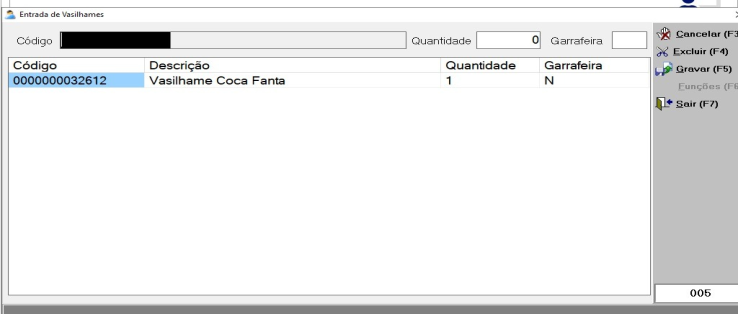 Entrada de Vasilhames
Código Quantidade 0 Garrafeira
Código Descrição Quantidade Garrafeira
0000000032612 Vasilhame Coca Fanta 1 N
Cancelar (F3
Excluir (F4)
Gravar (F5)
Funções (F6
Sair (F7)
005